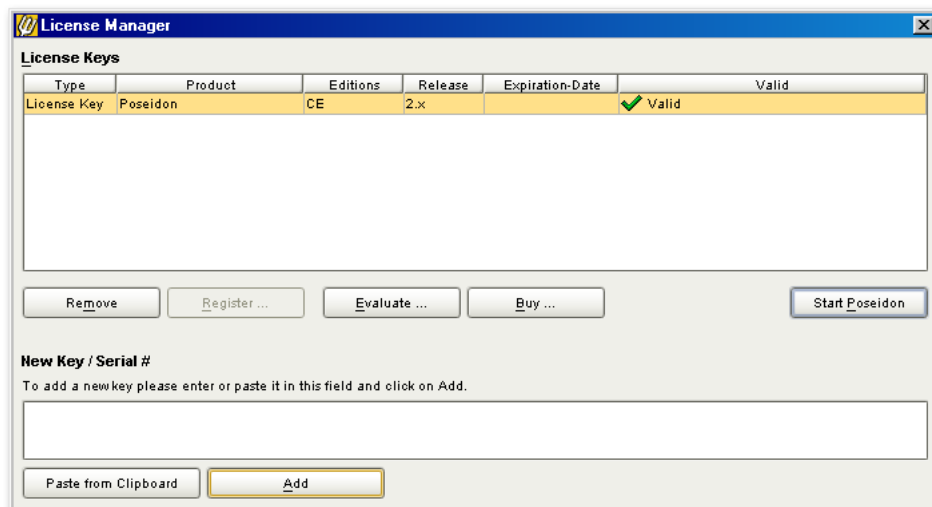 License Manager
License Keys
Type Product Editions Release Expiration-Date Valid
License Key Poseidon CE 2.x Valid
Remove Register ... Evaluate ... Buy ... Start Poseidon
New Key / Serial #
To add a new key please enter or paste it in this field and click on Add.
Paste from Clipboard Add